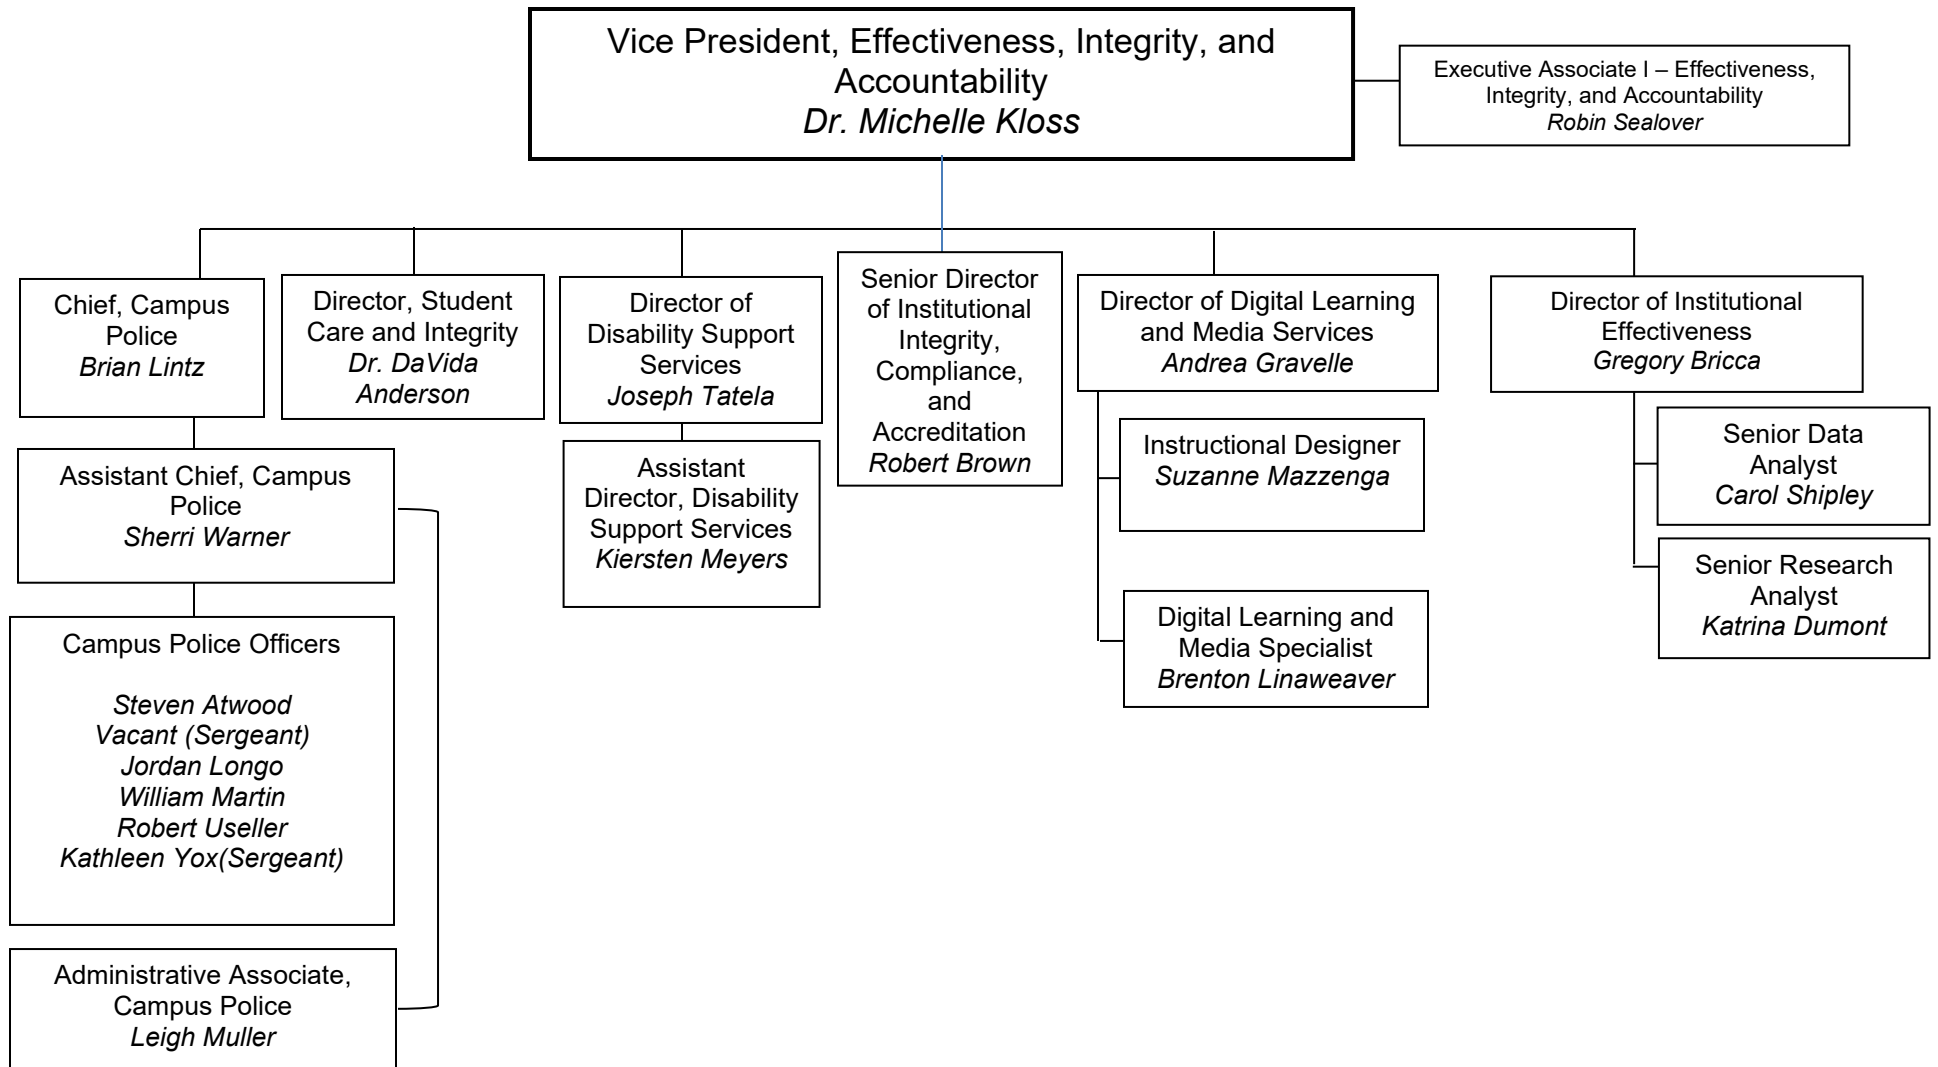 Vice President, Effectiveness, Integrity, and
Accountability
Dr. Michelle Kloss
Executive Associate I – Effectiveness,
Integrity, and Accountability
Robin Sealover
Chief, Campus
Police
Brian Lintz
Director, Student
Care and Integrity
Dr. DaVida
Anderson
Director of
Disability Support
Services
Joseph Tatela
Senior Director
of Institutional
Integrity,
Compliance,
and
Accreditation
Robert Brown
Director of Digital Learning
and Media Services
Andrea Gravelle
Director of Institutional
Effectiveness
Gregory Bricca
Assistant Chief, Campus
Police
Sherri Warner
Assistant
Director, Disability
Support Services
Kiersten Meyers
Instructional Designer
Suzanne Mazzenga
Senior Data
Analyst
Carol Shipley
Digital Learning and
Media Specialist
Brenton Linaweaver
Senior Research
Analyst
Katrina Dumont
Campus Police Officers
Steven Atwood
Vacant (Sergeant)
Jordan Longo
William Martin
Robert Useller
Kathleen Yox(Sergeant)
Administrative Associate,
Campus Police
Leigh Muller